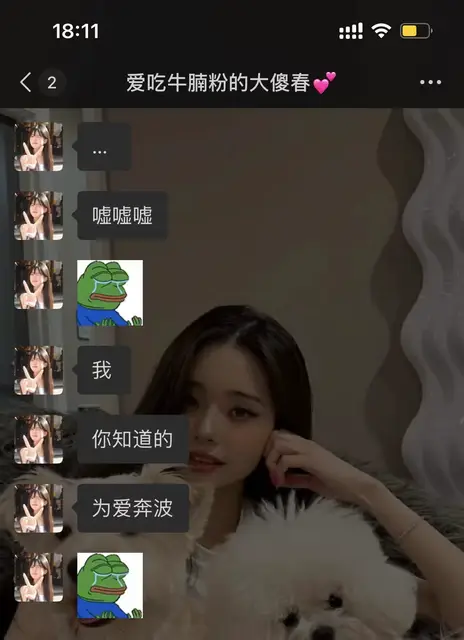 18:11
2
爱吃牛腩粉的大傻春💕
...
嘘嘘嘘
我
你知道的
为爱奔波